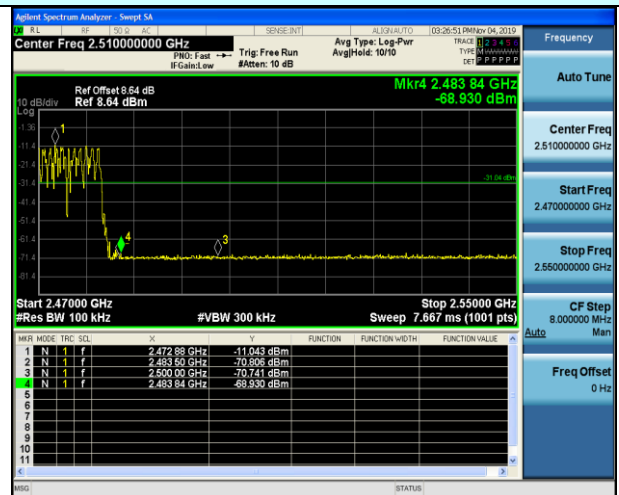 Agilent Spectrum Analyzer - Swept SA
RL RF 50 Ω AC SENSE:INT ALIGN AUTO 03:26:51 PM Nov 04, 2019
Center Freq 2.510000000 GHz
PNO: Fast
IFGain:Low
Trig: Free Run
#Atten: 10 dB
Avg Type: Log-Pwr
Avg|Hold: 10/10
TRACE 1 2 3 4 5 6
TYPE M W W W W W
DET P P P P P P
Ref Offset 8.64 dB
10 dB/div Ref 8.64 dBm
Log
Mkr4 2.483 84 GHz
-68.930 dBm
-1.36
-11.4
-21.4
-31.4
-41.4
-51.4
-61.4
-71.4
-81.4
1
4
3
-31.04 dBm
Start 2.47000 GHz Stop 2.55000 GHz
#Res BW 100 kHz #VBW 300 kHz Sweep 7.667 ms (1001 pts)
MKR MODE TRC SCL X Y FUNCTION FUNCTION WIDTH FUNCTION VALUE
1 N 1 f 2.472 88 GHz -11.043 dBm
2 N 1 f 2.483 50 GHz -70.806 dBm
3 N 1 f 2.500 00 GHz -70.741 dBm
4 N 1 f 2.483 84 GHz -68.930 dBm
5
6
7
8
9
10
11
MSG STATUS
Frequency
Auto Tune
Center Freq
2.510000000 GHz
Start Freq
2.470000000 GHz
Stop Freq
2.550000000 GHz
CF Step
8.000000 MHz
Auto Man
Freq Offset
0 Hz